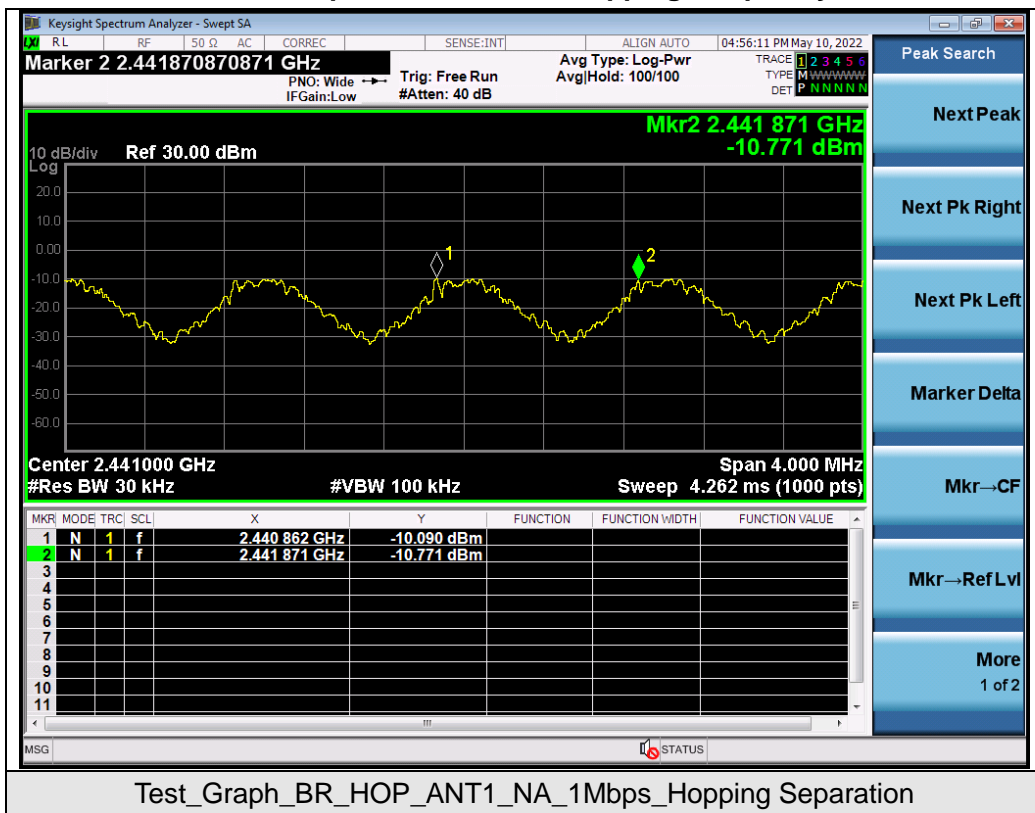 Keysight Spectrum Analyzer - Swept SA
LXI RL RF 50 Ω AC CORREC SENSE:INT ALIGN AUTO 04:56:11 PM May 10, 2022
Marker 2 2.441870870871 GHz
PNO: Wide
IFGain:Low
Trig: Free Run
#Atten: 40 dB
Avg Type: Log-Pwr
Avg|Hold: 100/100
TRACE 1 2 3 4 5 6
TYPE M WWWWW
DET P N N N N N
Mkr2 2.441 871 GHz
-10.771 dBm
10 dB/div Ref 30.00 dBm
Log
20.0
10.0
0.00
-10.0
-20.0
-30.0
-40.0
-50.0
-60.0
1
2
Center 2.441000 GHz Span 4.000 MHz
#Res BW 30 kHz #VBW 100 kHz Sweep 4.262 ms (1000 pts)
MKR MODE TRC SCL X Y FUNCTION FUNCTION WIDTH FUNCTION VALUE
1 N 1 f 2.440 862 GHz -10.090 dBm
2 N 1 f 2.441 871 GHz -10.771 dBm
3
4
5
6
7
8
9
10
11
MSG STATUS
Peak Search
Next Peak
Next Pk Right
Next Pk Left
Marker Delta
Mkr→CF
Mkr→Ref Lvl
More
1 of 2
Test_Graph_BR_HOP_ANT1_NA_1Mbps_Hopping Separation